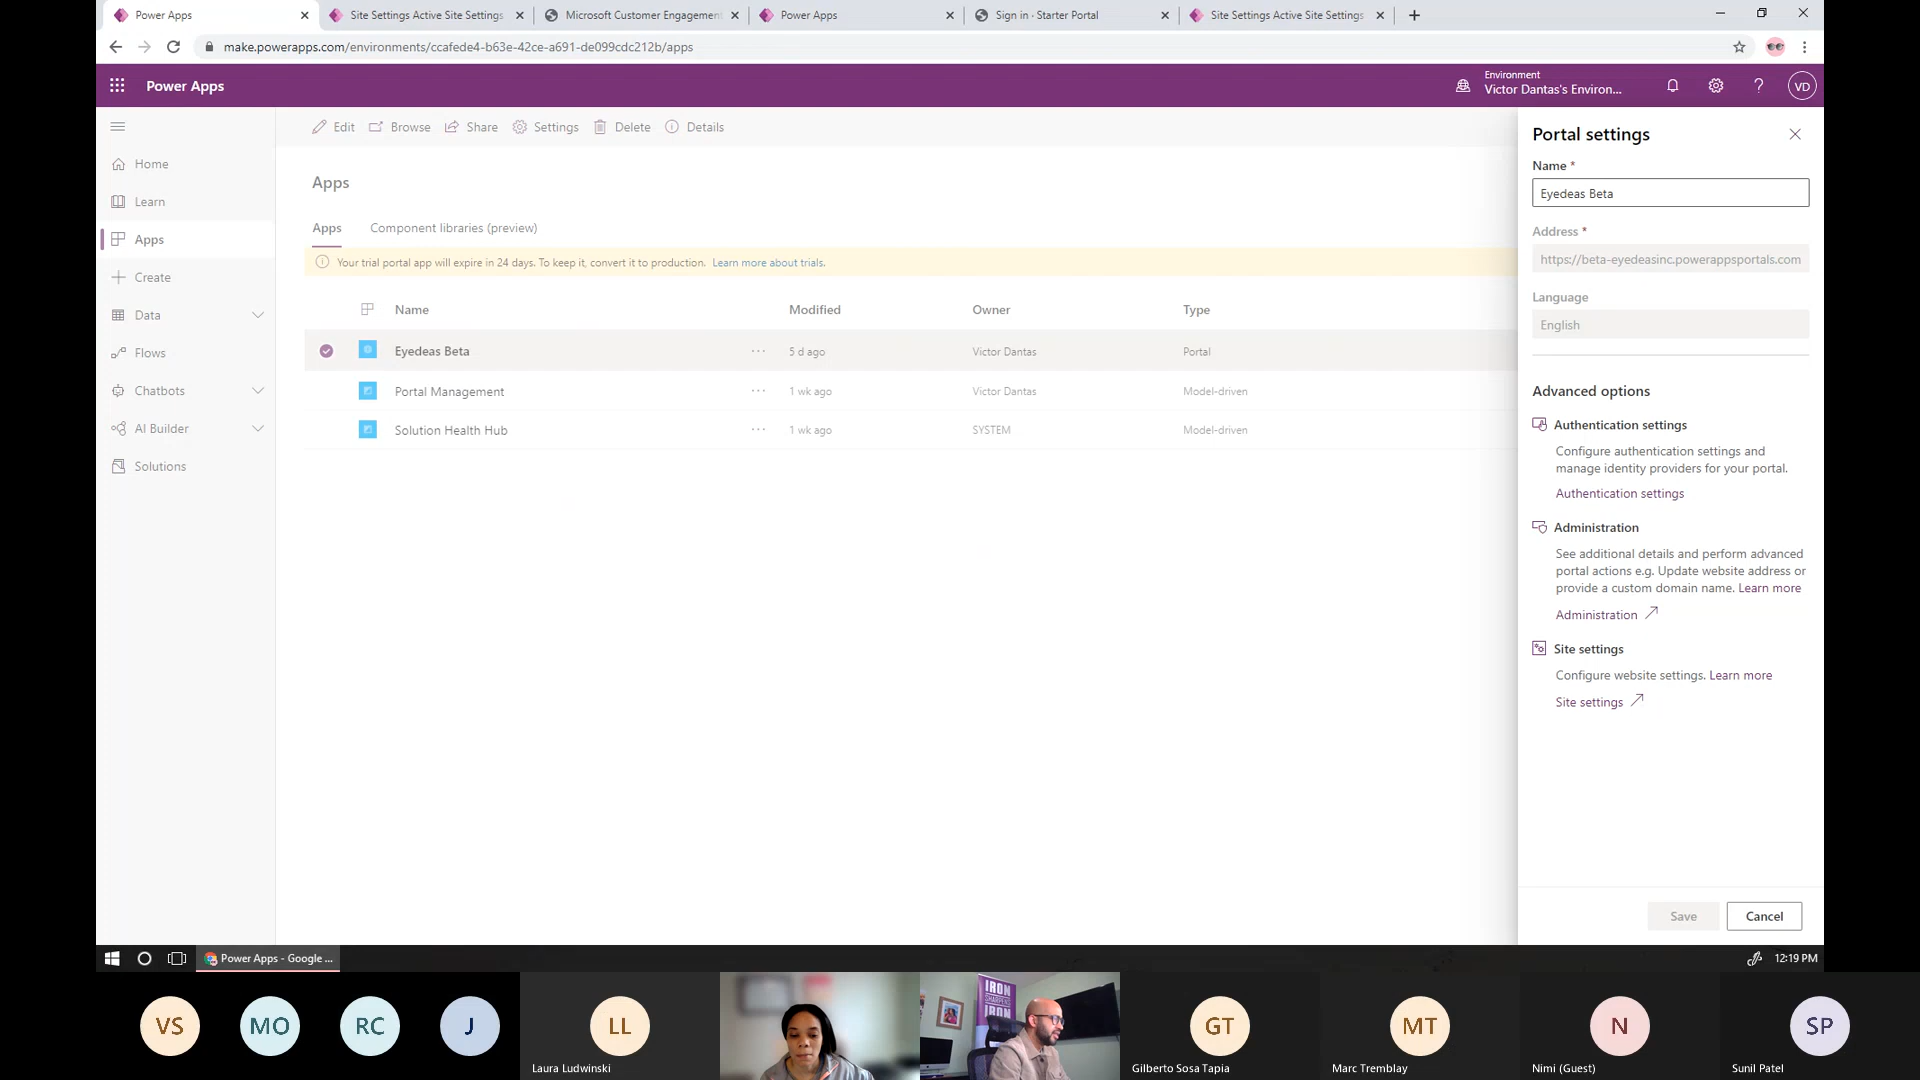 Power Apps
Site Settings Active Site Settings
Microsoft Customer Engagement
Power Apps
Sign in · Starter Portal
Site Settings Active Site Settings
make.powerapps.com/environments/ccafede4-b63e-42ce-a691-de099cdc212b/apps
Power Apps
Environment
Victor Dantas's Environ...
VD
Edit
Browse
Share
Settings
Delete
Details
Home
Learn
Apps
Create
Data
Flows
Chatbots
AI Builder
Solutions
Apps
Apps
Component libraries (preview)
Your trial portal app will expire in 24 days. To keep it, convert it to production. Learn more about trials.
Name Modified Owner Type
Eyedeas Beta ... 5 d ago Victor Dantas Portal
Portal Management ... 1 wk ago Victor Dantas Model-driven
Solution Health Hub ... 1 wk ago SYSTEM Model-driven
Portal settings
Name *
Eyedeas Beta
Address *
https://beta-eyedeasinc.powerappsportals.com
Language
English
Advanced options
Authentication settings
Configure authentication settings and
manage identity providers for your portal.
Authentication settings
Administration
See additional details and perform advanced
portal actions e.g. Update website address or
provide a custom domain name. Learn more
Administration
Site settings
Configure website settings. Learn more
Site settings
Save
Cancel
Power Apps - Google ...
12:19 PM
VS
MO
RC
J
LL
Laura Ludwinski
IRON
SHARPENS
IRON
GT
Gilberto Sosa Tapia
MT
Marc Tremblay
N
Nimi (Guest)
SP
Sunil Patel